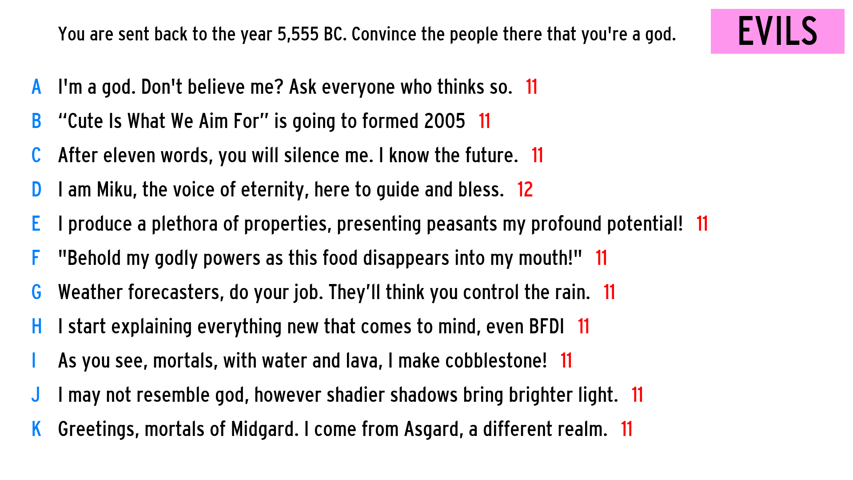 You are sent back to the year 5,555 BC. Convince the people there that you're a god.
EVILS
A I'm a god. Don't believe me? Ask everyone who thinks so. 11
B “Cute Is What We Aim For” is going to formed 2005 11
C After eleven words, you will silence me. I know the future. 11
D I am Miku, the voice of eternity, here to guide and bless. 12
E I produce a plethora of properties, presenting peasants my profound potential! 11
F "Behold my godly powers as this food disappears into my mouth!" 11
G Weather forecasters, do your job. They’ll think you control the rain. 11
H I start explaining everything new that comes to mind, even BFDI 11
I As you see, mortals, with water and lava, I make cobblestone! 11
J I may not resemble god, however shadier shadows bring brighter light. 11
K Greetings, mortals of Midgard. I come from Asgard, a different realm. 11